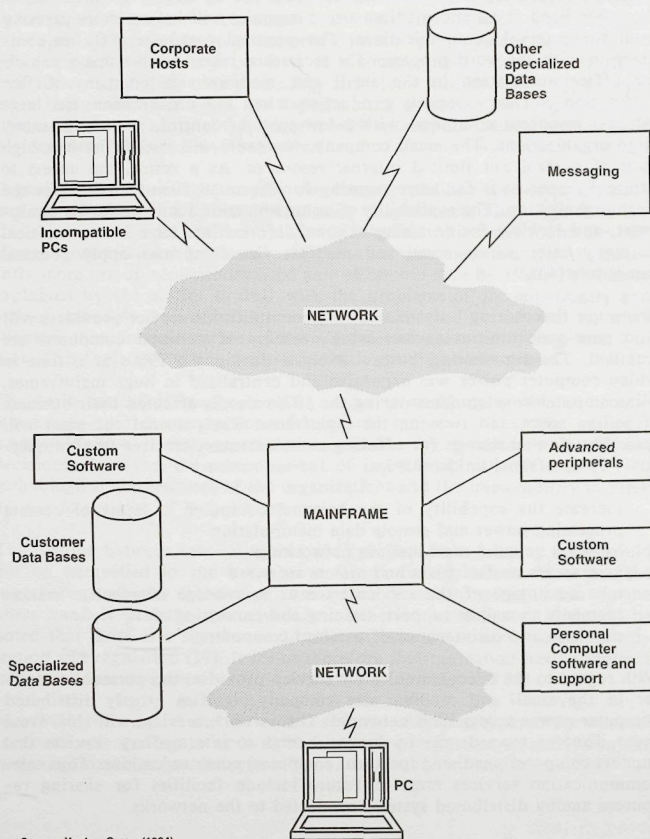 Corporate
Hosts
Other
specialized
Data
Bases
Messaging
Incompatible
PCs
NETWORK
Custom
Software
MAINFRAME
Advanced
peripherals
Customer
Data Bases
Custom
Software
Specialized
Data Bases
NETWORK
Personal
Computer
software and
support
PC